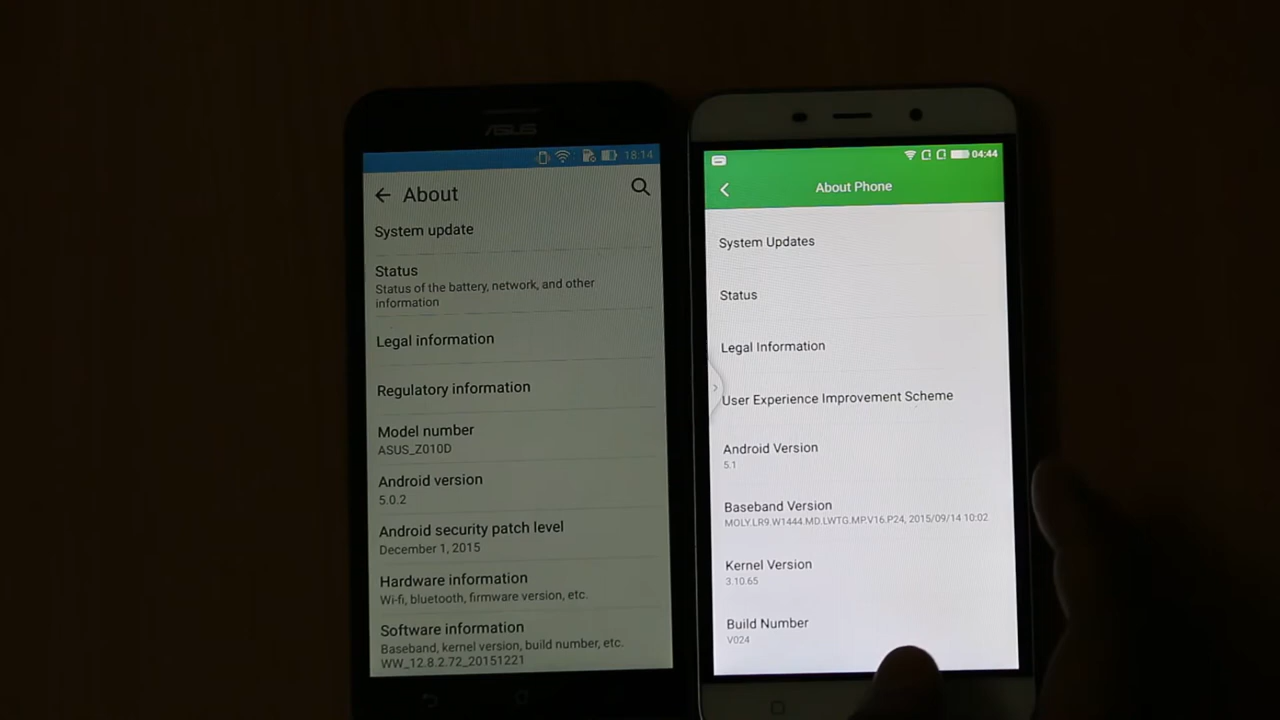 ASUS
18:14
About
System update
Status
Status of the battery, network, and other
information
Legal information
Regulatory information
Model number
ASUS_Z010D
Android version
5.0.2
Android security patch level
December 1, 2015
Hardware information
Wi-fi, bluetooth, firmware version, etc.
Software information
Baseband, kernel version, build number, etc.
WW_12.8.2.72_20151221
04:44
About Phone
System Updates
Status
Legal Information
User Experience Improvement Scheme
Android Version
5.1
Baseband Version
MOLY.LR9.W1444.MD.LWTG.MP.V16.P24, 2015/09/14 10:02
Kernel Version
3.10.65
Build Number
V024